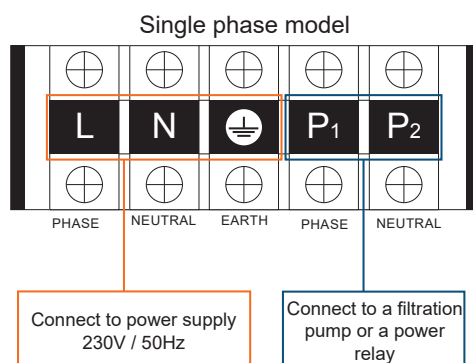 Single phase model
L N P1 P2
PHASE NEUTRAL EARTH PHASE NEUTRAL
Connect to power supply
230V / 50Hz
Connect to a filtration
pump or a power
relay